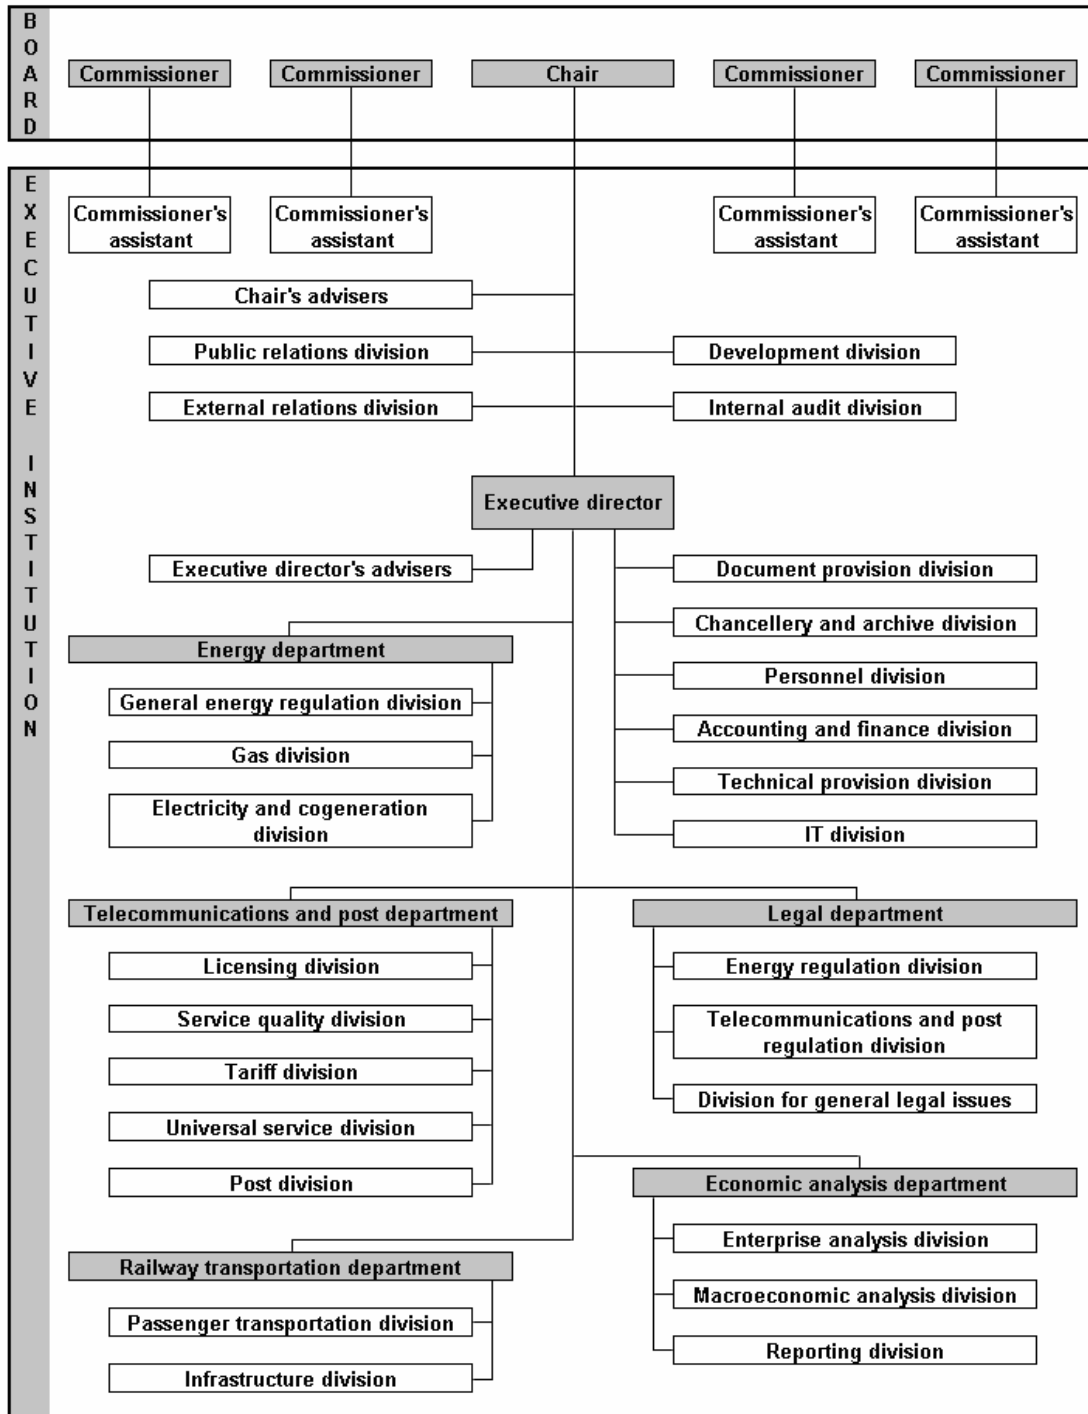 BOARD
Commissioner
Commissioner
Chair
Commissioner
Commissioner
EXECUTIVE INSTITUTION
Commissioner's
assistant
Commissioner's
assistant
Commissioner's
assistant
Commissioner's
assistant
Chair's advisers
Public relations division
Development division
External relations division
Internal audit division
Executive director
Executive director's advisers
Document provision division
Chancellery and archive division
Personnel division
Accounting and finance division
Technical provision division
IT division
Energy department
General energy regulation division
Gas division
Electricity and cogeneration
division
Telecommunications and post department
Licensing division
Service quality division
Tariff division
Universal service division
Post division
Legal department
Energy regulation division
Telecommunications and post
regulation division
Division for general legal issues
Economic analysis department
Enterprise analysis division
Macroeconomic analysis division
Reporting division
Railway transportation department
Passenger transportation division
Infrastructure division